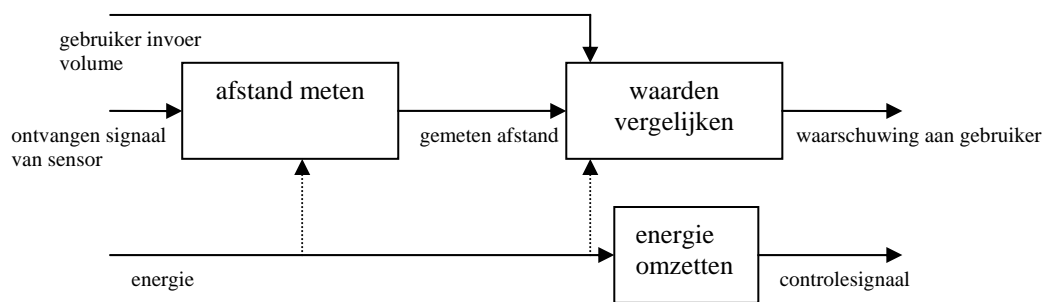 gebruiker invoer
volume
afstand meten
waarden
vergelijken
ontvangen signaal
van sensor
gemeten afstand
waarschuwing aan gebruiker
energie
omzetten
energie
controlesignaal